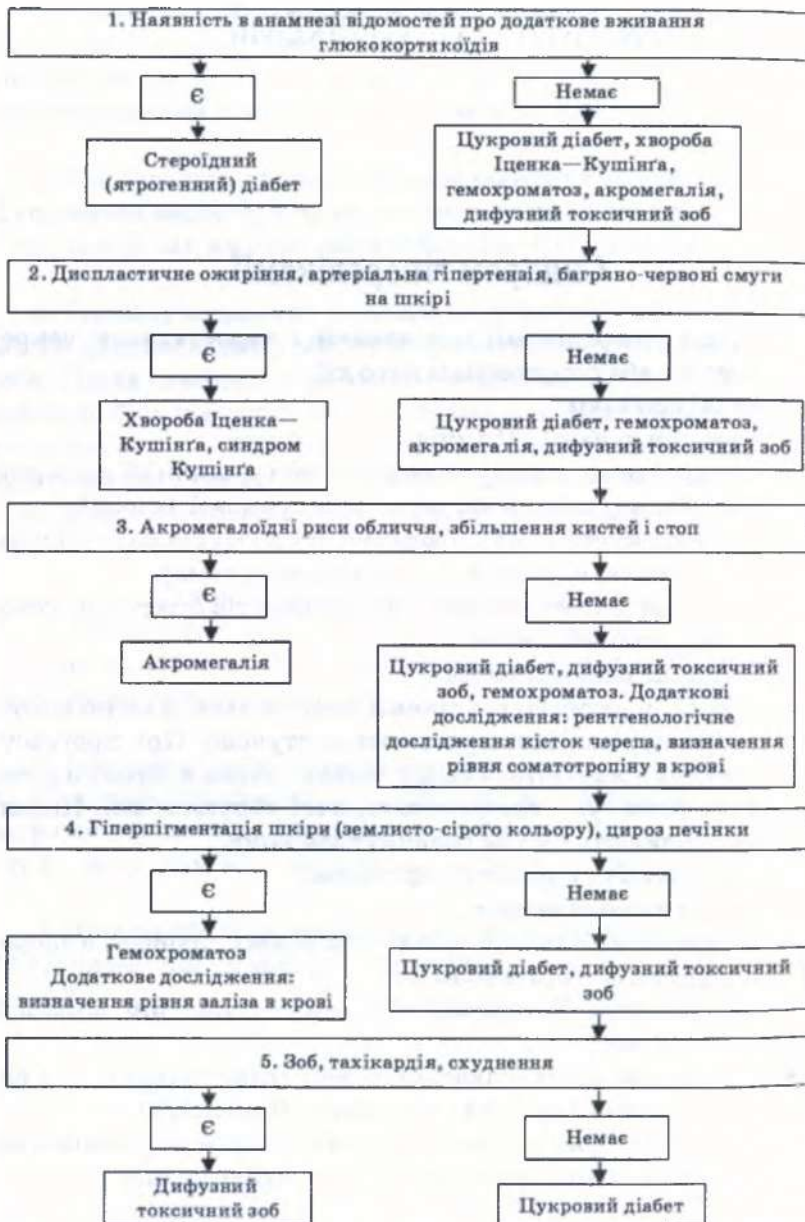 1. Наявність в анамнезі відомостей про додаткове вживання
глюкокортикоїдів
Є
Немає
Стероїдний
(ятрогенний) діабет
Цукровий діабет, хвороба
Іценка—Кушінґа,
гемохроматоз, акромегалія,
дифузний токсичний зоб
2. Диспластичне ожиріння, артеріальна гіпертензія, багряно-червоні смуги
на шкірі
Є
Немає
Хвороба Іценка—
Кушінґа, синдром
Кушінґа
Цукровий діабет, гемохроматоз,
акромегалія, дифузний токсичний зоб
3. Акромегалоїдні риси обличчя, збільшення кистей і стоп
Є
Немає
Акромегалія
Цукровий діабет, дифузний токсичний
зоб, гемохроматоз. Додаткові
дослідження: рентгенологічне
дослідження кісток черепа, визначення
рівня соматотропіну в крові
4. Гіперпігментація шкіри (землисто-сірого кольору), цироз печінки
Є
Немає
Гемохроматоз
Додаткове дослідження:
визначення рівня заліза в крові
Цукровий діабет, дифузний токсичний
зоб
5. Зоб, тахікардія, схуднення
Є
Немає
Дифузний
токсичний зоб
Цукровий діабет